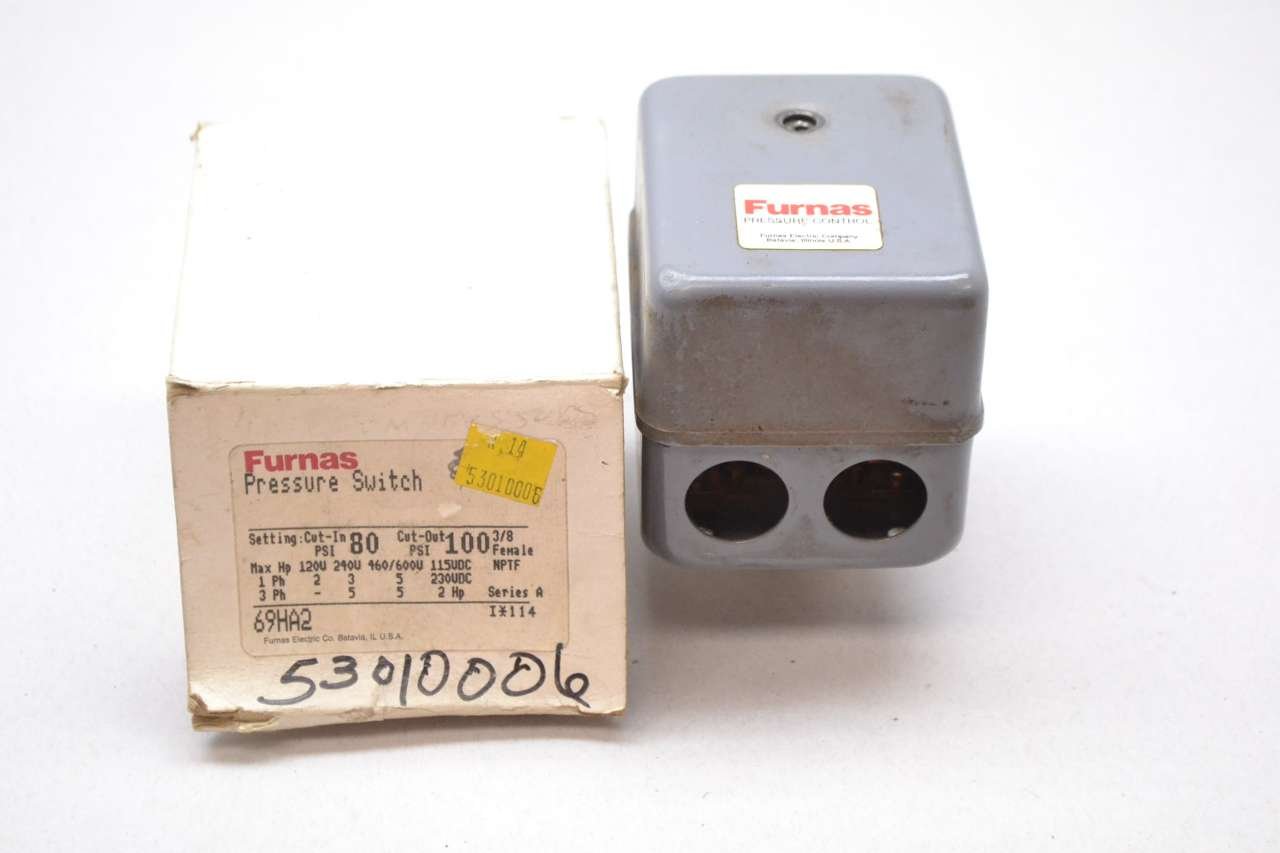 Furnas
PRESSURE CONTROL
Furnas Electric Company
Batavia, Illinois U.S.A.
Furnas
Pressure Switch
53010006
Setting: Cut-In PSI 80 Cut-Out PSI 100 3/8 Female NPTF
Max Hp 120V 240V 460/600V 115VDC
1 Ph 2 3 5 230VDC
3 Ph - 5 5 2 Hp Series A
69HA2 I*114
Furnas Electric Co. Batavia, IL U.S.A.
53010006